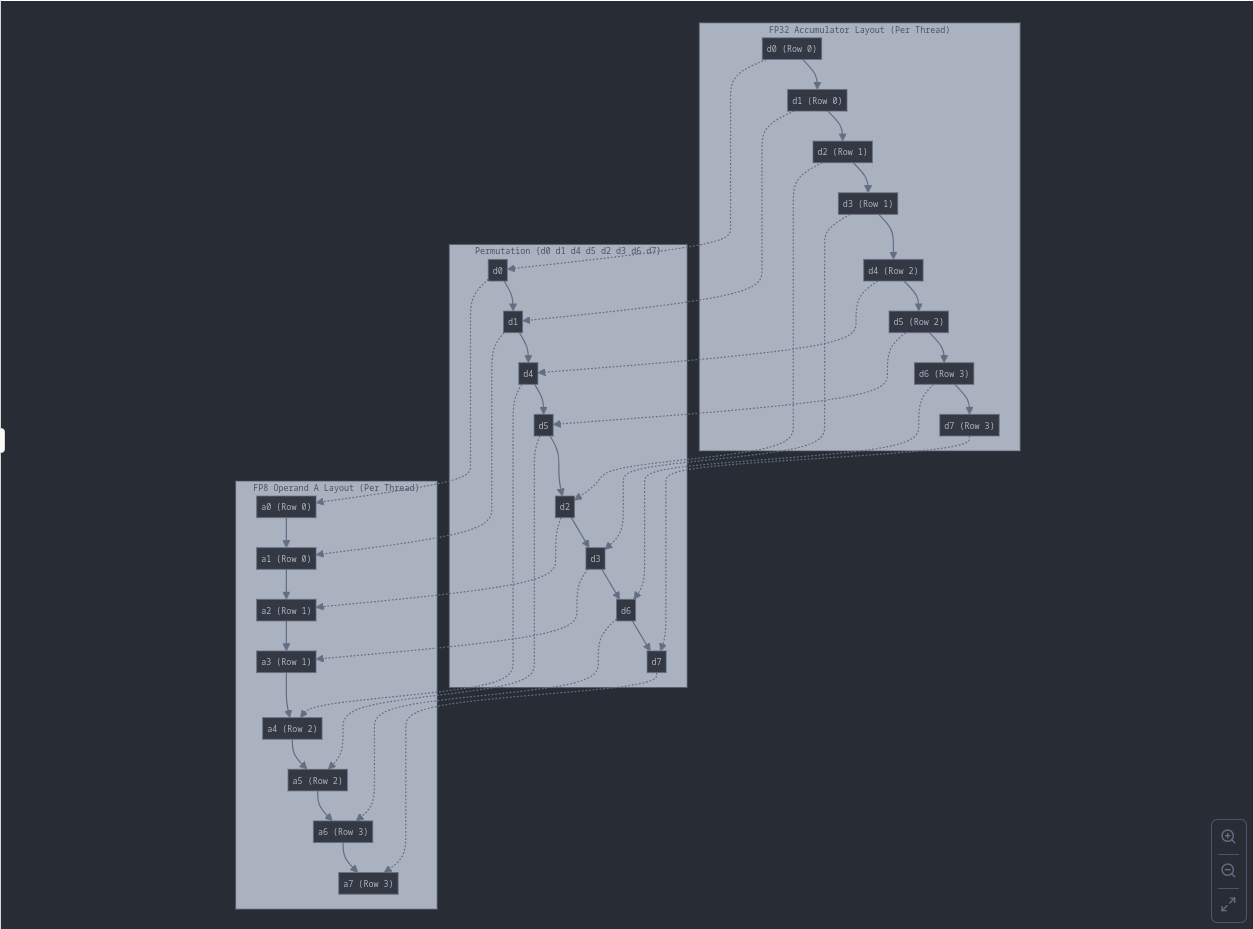 FP32 Accumulator Layout (Per Thread)
d0 (Row 0)
d1 (Row 0)
d2 (Row 1)
d3 (Row 1)
d4 (Row 2)
d5 (Row 2)
d6 (Row 3)
d7 (Row 3)
Permutation {d0 d1 d4 d5 d2 d3 d6 d7}
d0
d1
d4
d5
d2
d3
d6
d7
FP8 Operand A Layout (Per Thread)
a0 (Row 0)
a1 (Row 0)
a2 (Row 1)
a3 (Row 1)
a4 (Row 2)
a5 (Row 2)
a6 (Row 3)
a7 (Row 3)